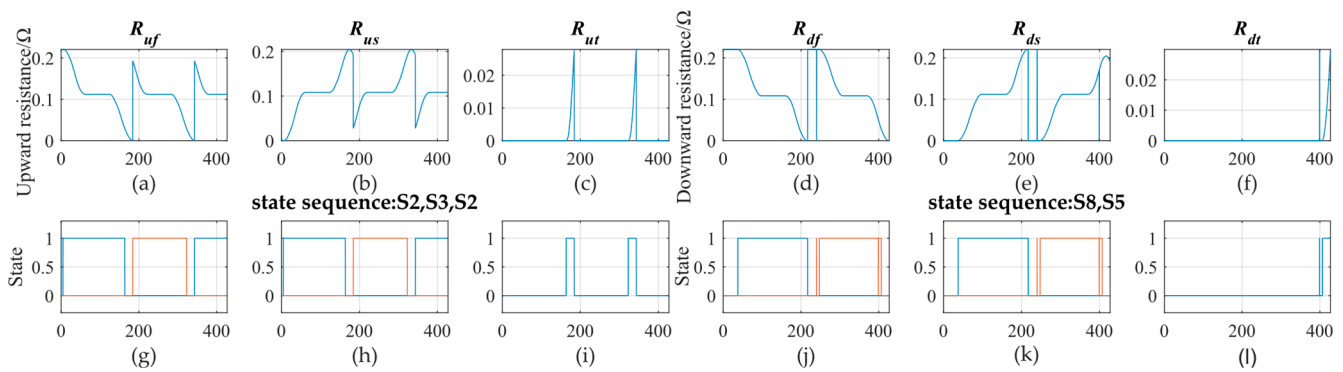 R_uf R_us R_ut R_df R_ds R_dt
Upward resistance/Ω
0.2
0.1
0
0 200 400
(a)
0.2
0.1
0
0 200 400
(b)
0.02
0.01
0
0 200 400
(c)
Downward resistance/Ω
0.2
0.1
0
0 200 400
(d)
0.2
0.1
0
0 200 400
(e)
0.02
0.01
0
0 200 400
(f)
state sequence:S2,S3,S2
state sequence:S8,S5
State
1
0.5
0
0 200 400
(g)
1
0.5
0
0 200 400
(h)
1
0.5
0
0 200 400
(i)
State
1
0.5
0
0 200 400
(j)
1
0.5
0
0 200 400
(k)
1
0.5
0
0 200 400
(l)